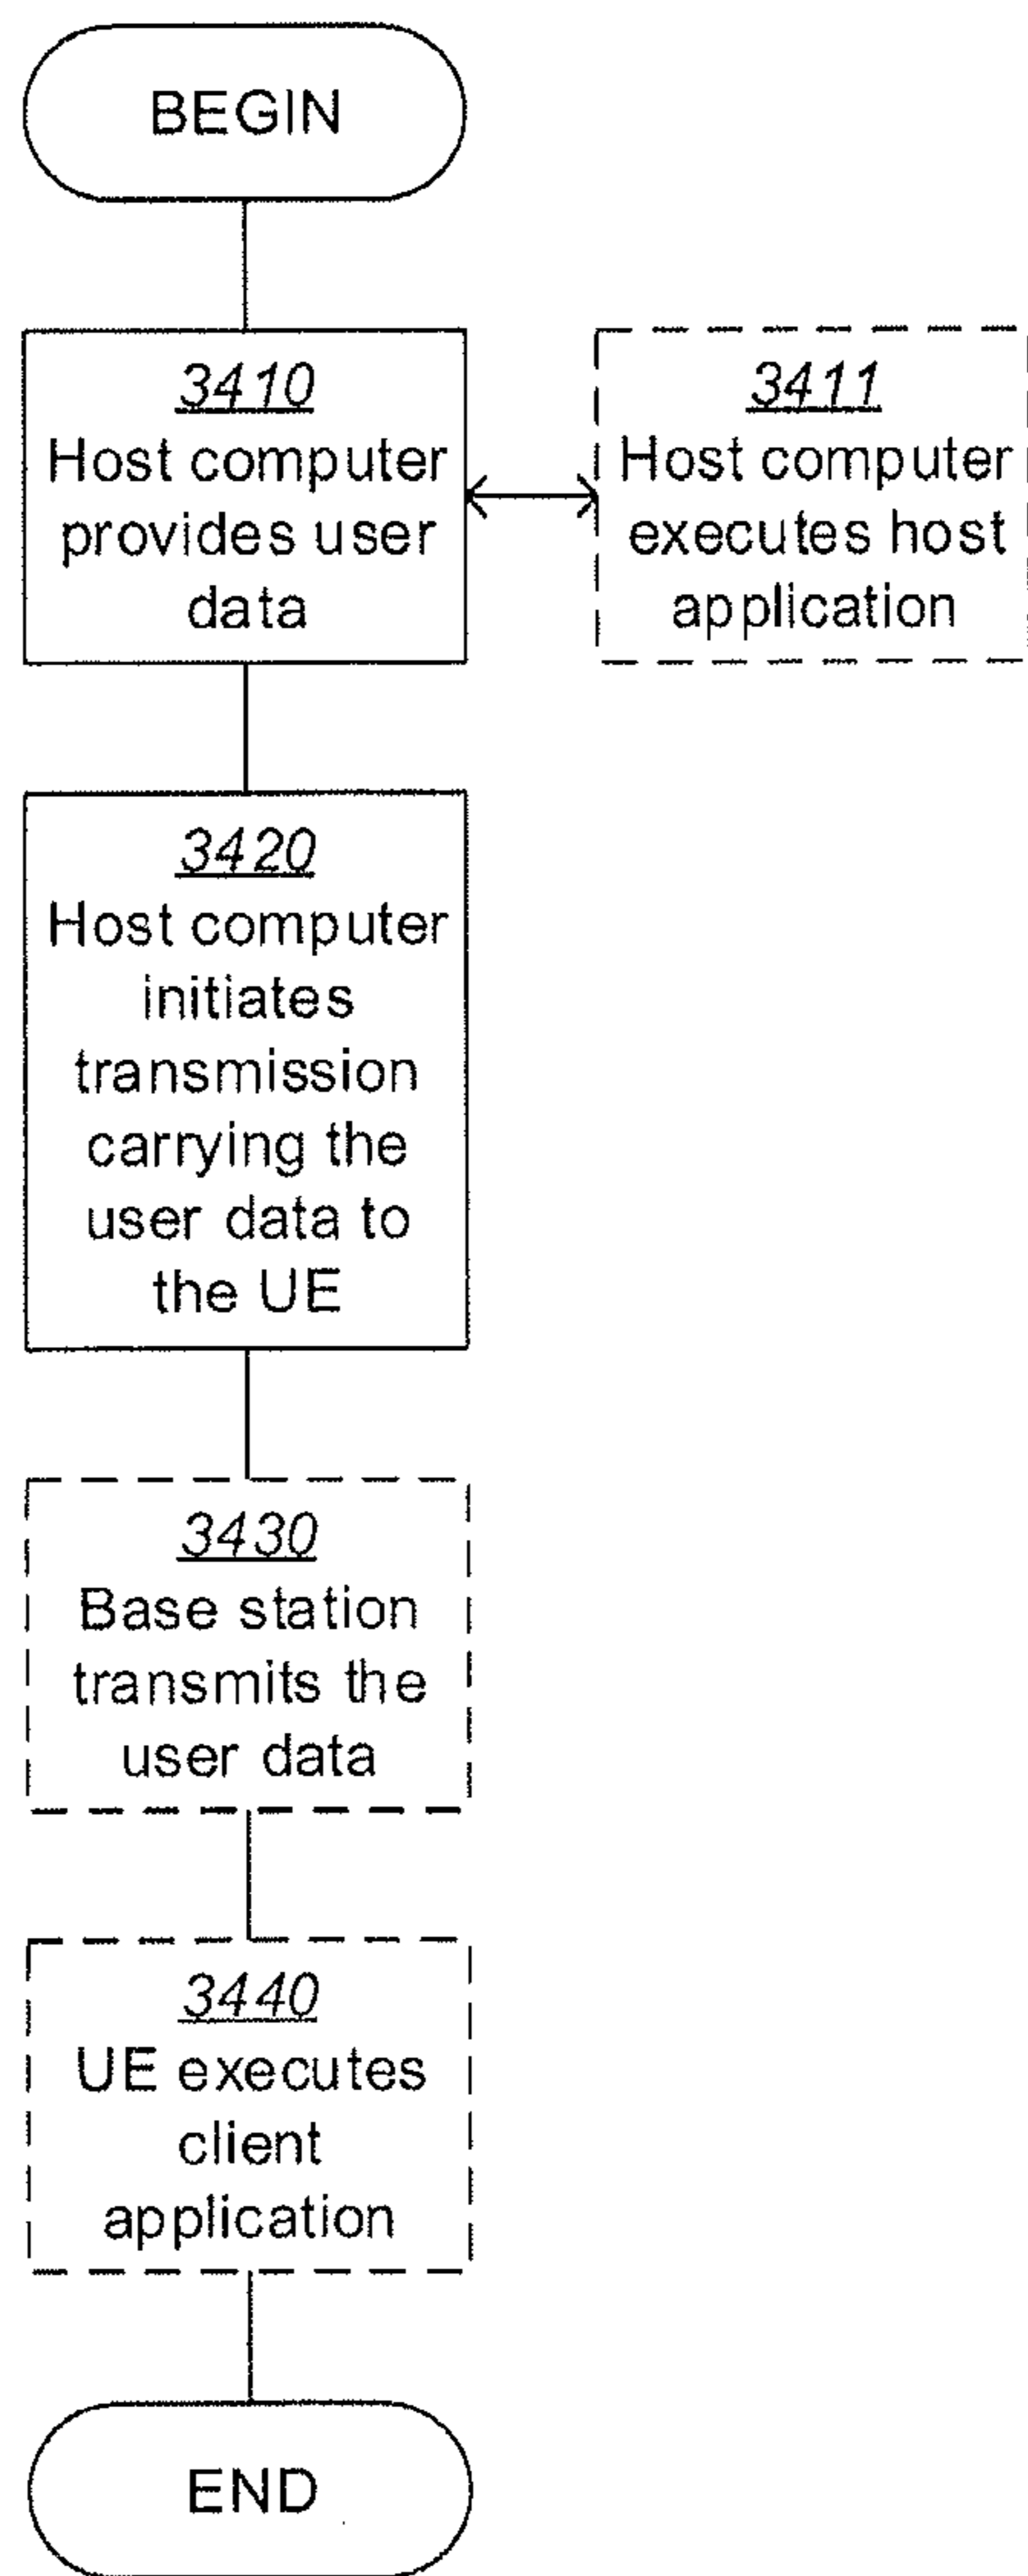 BEGIN
3410
Host computer
provides user
data
3411
Host computer
executes host
application
3420
Host computer
initiates
transmission
carrying the
user data to
the UE
3430
Base station
transmits the
user data
3440
UE executes
client
application
END